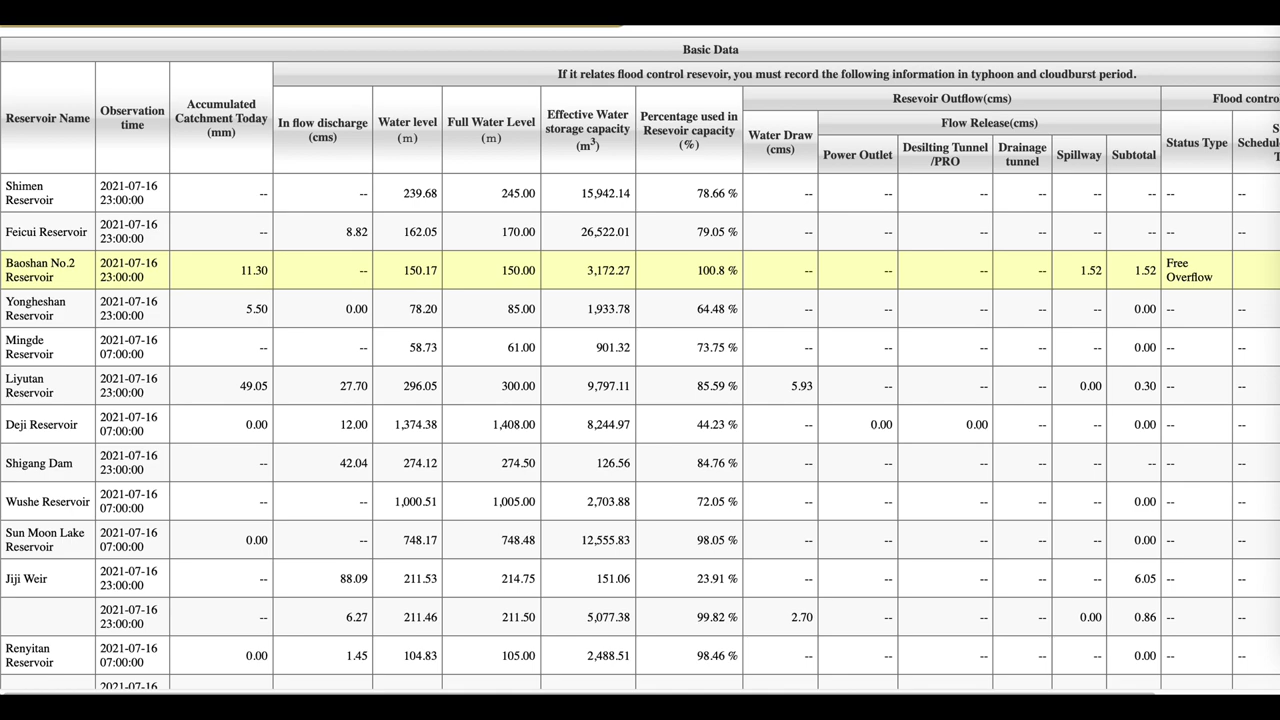 Basic Data
If it relates flood control resevoir, you must record the following information in typhoon and cloudburst period.
Reservoir Name
Observation
time
Accumulated
Catchment Today
(mm)
In flow discharge
(cms)
Water level
(m)
Full Water Level
(m)
Effective Water
storage capacity
(m³)
Percentage used in
Resevoir capacity
(%)
Resevoir Outflow(cms)
Flood contro
Water Draw
(cms)
Flow Release(cms)
Power Outlet
Desilting Tunnel
/PRO
Drainage
tunnel
Spillway
Subtotal
Status Type
S
Schedul
T
Shimen
Reservoir
2021-07-16
23:00:00
-- -- 239.68 245.00 15,942.14 78.66 % -- -- -- -- -- -- -- --
Feicui Reservoir
2021-07-16
23:00:00
-- 8.82 162.05 170.00 26,522.01 79.05 % -- -- -- -- -- -- -- --
Baoshan No.2
Reservoir
2021-07-16
23:00:00
11.30 -- 150.17 150.00 3,172.27 100.8 % -- -- -- -- 1.52 1.52
Free
Overflow
Yongheshan
Reservoir
2021-07-16
23:00:00
5.50 0.00 78.20 85.00 1,933.78 64.48 % -- -- -- -- -- 0.00 -- --
Mingde
Reservoir
2021-07-16
07:00:00
-- -- 58.73 61.00 901.32 73.75 % -- -- -- -- -- 0.00 -- --
Liyutan
Reservoir
2021-07-16
23:00:00
49.05 27.70 296.05 300.00 9,797.11 85.59 % 5.93 -- -- -- 0.00 0.30 -- --
Deji Reservoir
2021-07-16
07:00:00
0.00 12.00 1,374.38 1,408.00 8,244.97 44.23 % -- 0.00 0.00 -- -- 0.00 -- --
Shigang Dam
2021-07-16
23:00:00
-- 42.04 274.12 274.50 126.56 84.76 % -- -- -- -- -- -- -- --
Wushe Reservoir
2021-07-16
07:00:00
-- -- 1,000.51 1,005.00 2,703.88 72.05 % -- -- -- -- -- 0.00 -- --
Sun Moon Lake
Reservoir
2021-07-16
07:00:00
0.00 -- 748.17 748.48 12,555.83 98.05 % -- -- -- -- -- 0.00 -- --
Jiji Weir
2021-07-16
23:00:00
-- 88.09 211.53 214.75 151.06 23.91 % -- -- -- -- -- 6.05 -- --
2021-07-16
23:00:00
-- 6.27 211.46 211.50 5,077.38 99.82 % 2.70 -- -- -- 0.00 0.86 -- --
Renyitan
Reservoir
2021-07-16
07:00:00
0.00 1.45 104.83 105.00 2,488.51 98.46 % -- -- -- -- -- 0.00 -- --
2021-07-16